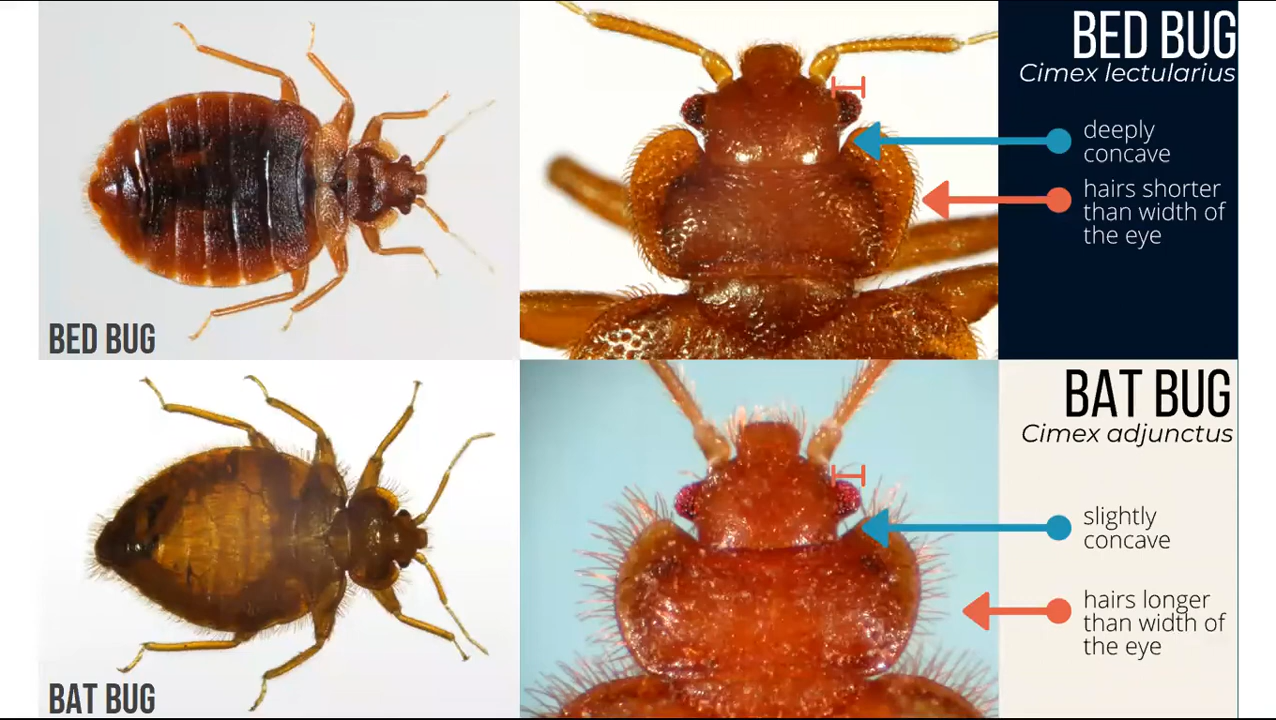 BED BUG
BED BUG
Cimex lectularius
deeply
concave
hairs shorter
than width of
the eye
BAT BUG
BAT BUG
Cimex adjunctus
slightly
concave
hairs longer
than width of
the eye